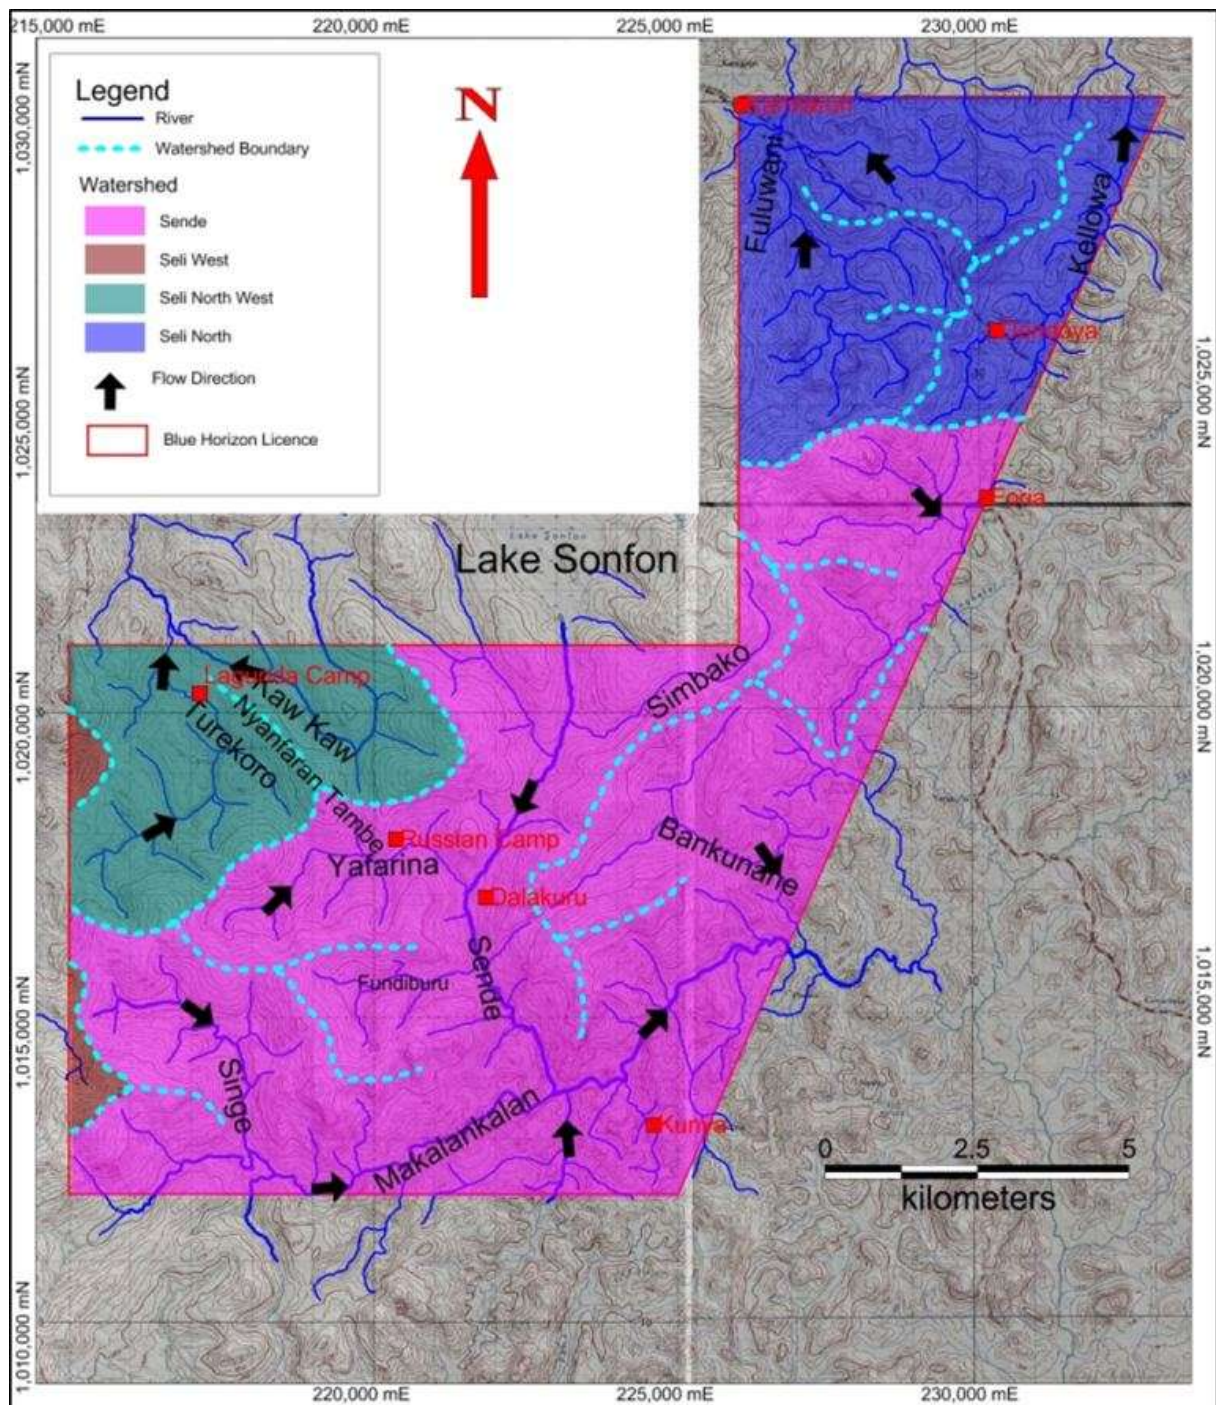 215,000 mE
220,000 mE
225,000 mE
230,000 mE
1,030,000 mN
1,025,000 mN
1,020,000 mN
1,015,000 mN
1,010,000 mN
Legend
River
Watershed Boundary
Watershed
Sende
Seli West
Seli North West
Seli North
Flow Direction
Blue Horizon Licence
N
Fuluwani
Kellowa
1,025,000 mN
1,020,000 mN
1,015,000 mN
Lake Sonfon
Lake Sonfon
Simbako
Lagunda Camp
Kaw Kaw
Nyanfaran Tambe
Turekoro
Russian Camp
Yafarina
Dalakuru
Bankunane
Sende
Fundiburu
Singe
Makalankalan
0
2.5
5
kilometers
220,000 mE
225,000 mE
230,000 mE